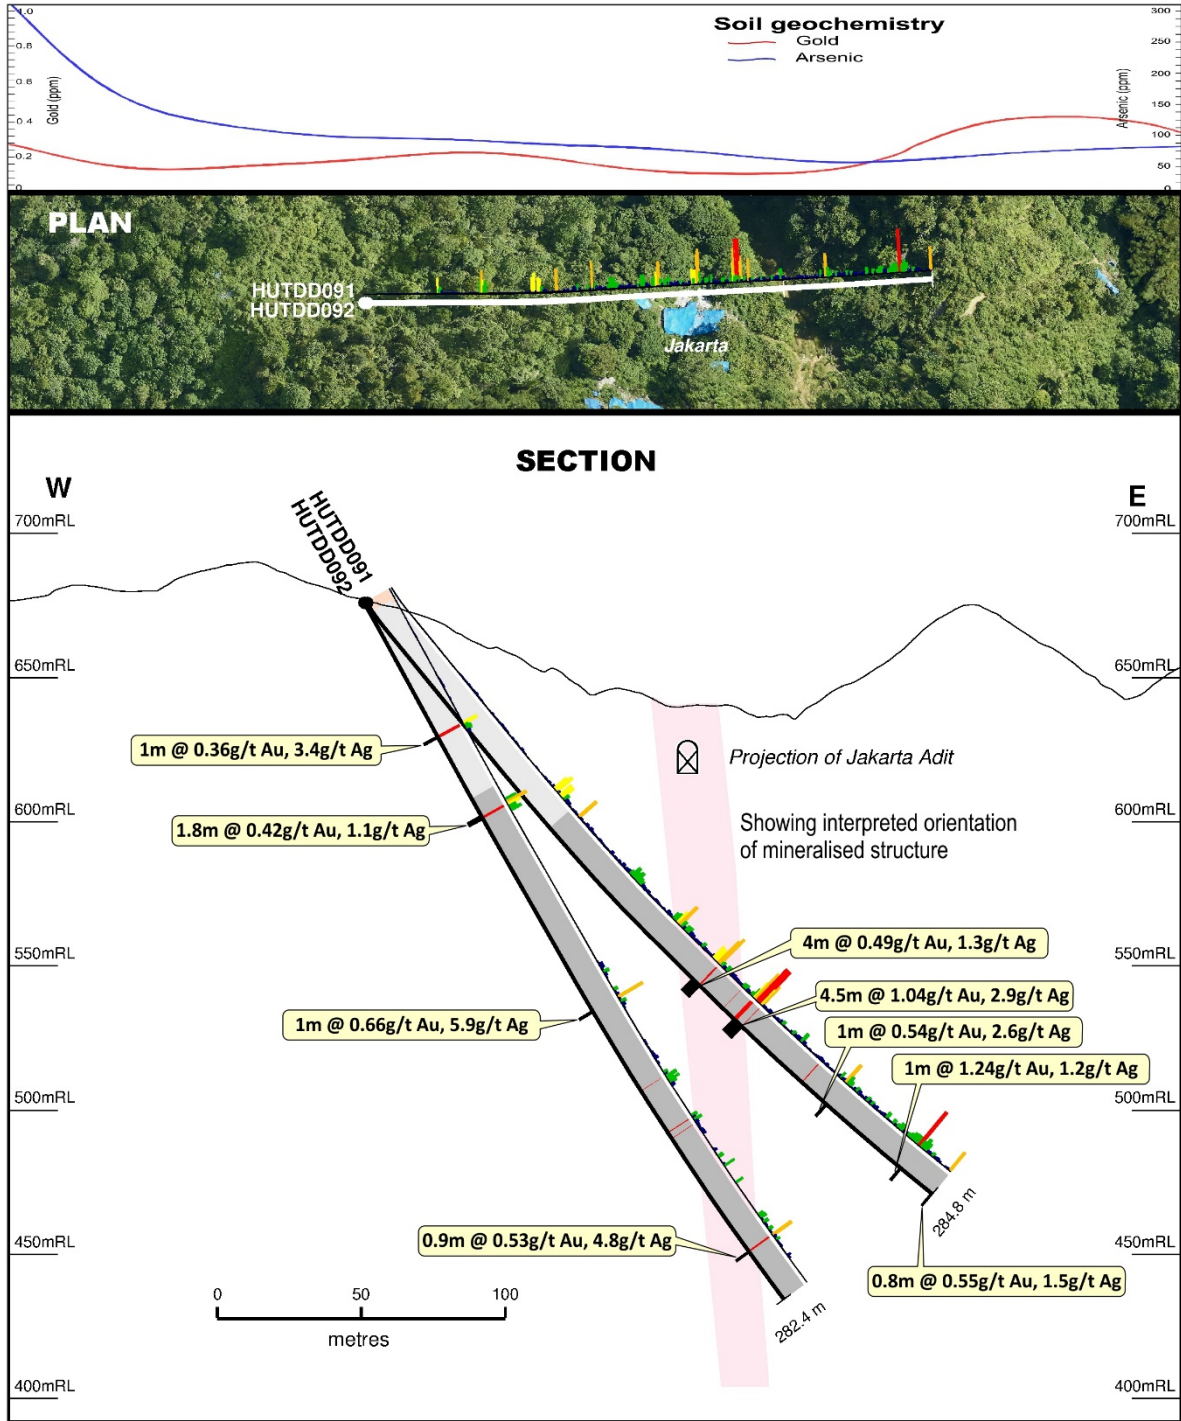 Soil geochemistry
Gold
Arsenic
1.0
0.8
0.6
0.4
0.2
0
Gold (ppm)
300
250
200
150
100
50
0
Arsenic (ppm)
PLAN
HUTDD091
HUTDD092
Jakarta
SECTION
W
E
HUTDD091
HUTDD092
700mRL
700mRL
650mRL
650mRL
Projection of Jakarta Adit
1m @ 0.36g/t Au, 3.4g/t Ag
600mRL
600mRL
1.8m @ 0.42g/t Au, 1.1g/t Ag
Showing interpreted orientation
of mineralised structure
550mRL
550mRL
4m @ 0.49g/t Au, 1.3g/t Ag
4.5m @ 1.04g/t Au, 2.9g/t Ag
1m @ 0.66g/t Au, 5.9g/t Ag
1m @ 0.54g/t Au, 2.6g/t Ag
1m @ 1.24g/t Au, 1.2g/t Ag
500mRL
500mRL
284.8 m
0.9m @ 0.53g/t Au, 4.8g/t Ag
450mRL
450mRL
0.8m @ 0.55g/t Au, 1.5g/t Ag
282.4 m
0 50 100
metres
400mRL
400mRL